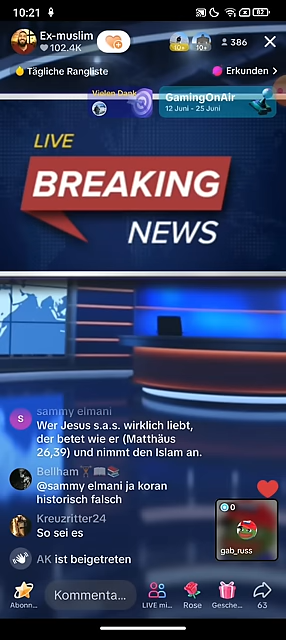 10:21
82
Ex-muslim
102.4K
10+
10+
386
Tägliche Rangliste
Erkunden
Vielen Dank
GamingOnAir
12 Juni - 25 Juni
LIVE
BREAKING
NEWS
sammy elmani
Wer Jesus s.a.s. wirklich liebt,
der betet wie er (Matthäus
26,39) und nimmt den Islam an.
Bellham
@sammy elmani ja koran
historisch falsch
Kreuzritter24
So sei es
AK ist beigetreten
0
gab_russ
Kommenta...
Abonn...
LIVE mi...
Rose
Gesche...
63